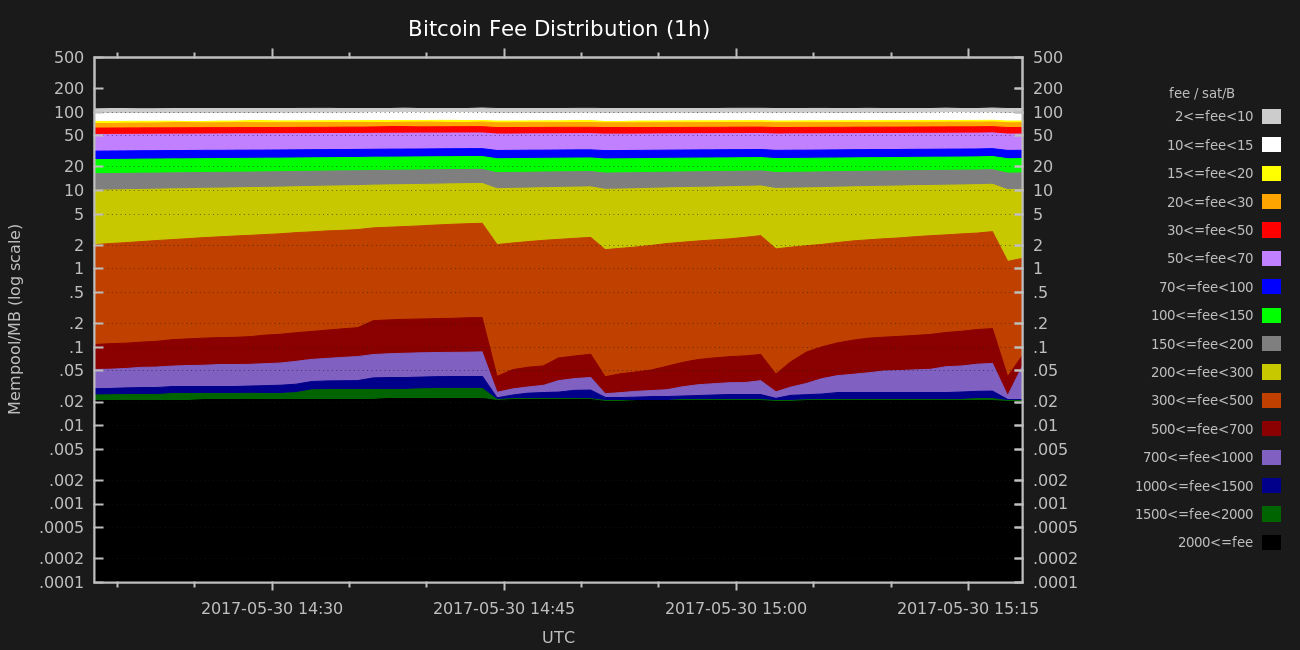 Bitcoin Fee Distribution (1h)
500
200
100
50
20
10
5
2
1
.5
.2
.1
.05
.02
.01
.005
.002
.001
.0005
.0002
.0001
Mempool/MB (log scale)
500
200
100
50
20
10
5
2
1
.5
.2
.1
.05
.02
.01
.005
.002
.001
.0005
.0002
.0001
2017-05-30 14:30
2017-05-30 14:45
2017-05-30 15:00
2017-05-30 15:15
UTC
fee / sat/B
2<=fee<10
10<=fee<15
15<=fee<20
20<=fee<30
30<=fee<50
50<=fee<70
70<=fee<100
100<=fee<150
150<=fee<200
200<=fee<300
300<=fee<500
500<=fee<700
700<=fee<1000
1000<=fee<1500
1500<=fee<2000
2000<=fee